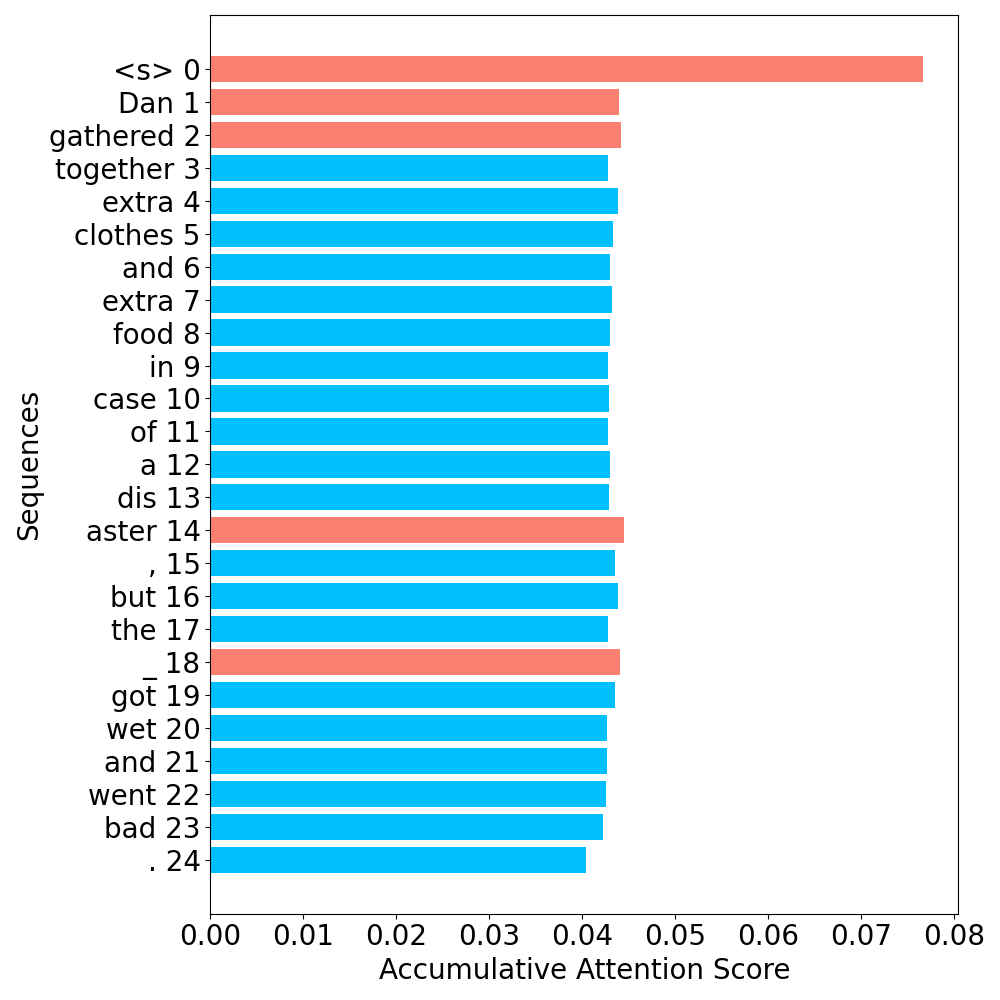 <s> 0
Dan 1
gathered 2
together 3
extra 4
clothes 5
and 6
extra 7
food 8
in 9
case 10
of 11
a 12
dis 13
aster 14
, 15
but 16
the 17
_ 18
got 19
wet 20
and 21
went 22
bad 23
. 24
Sequences
0.00 0.01 0.02 0.03 0.04 0.05 0.06 0.07 0.08
Accumulative Attention Score